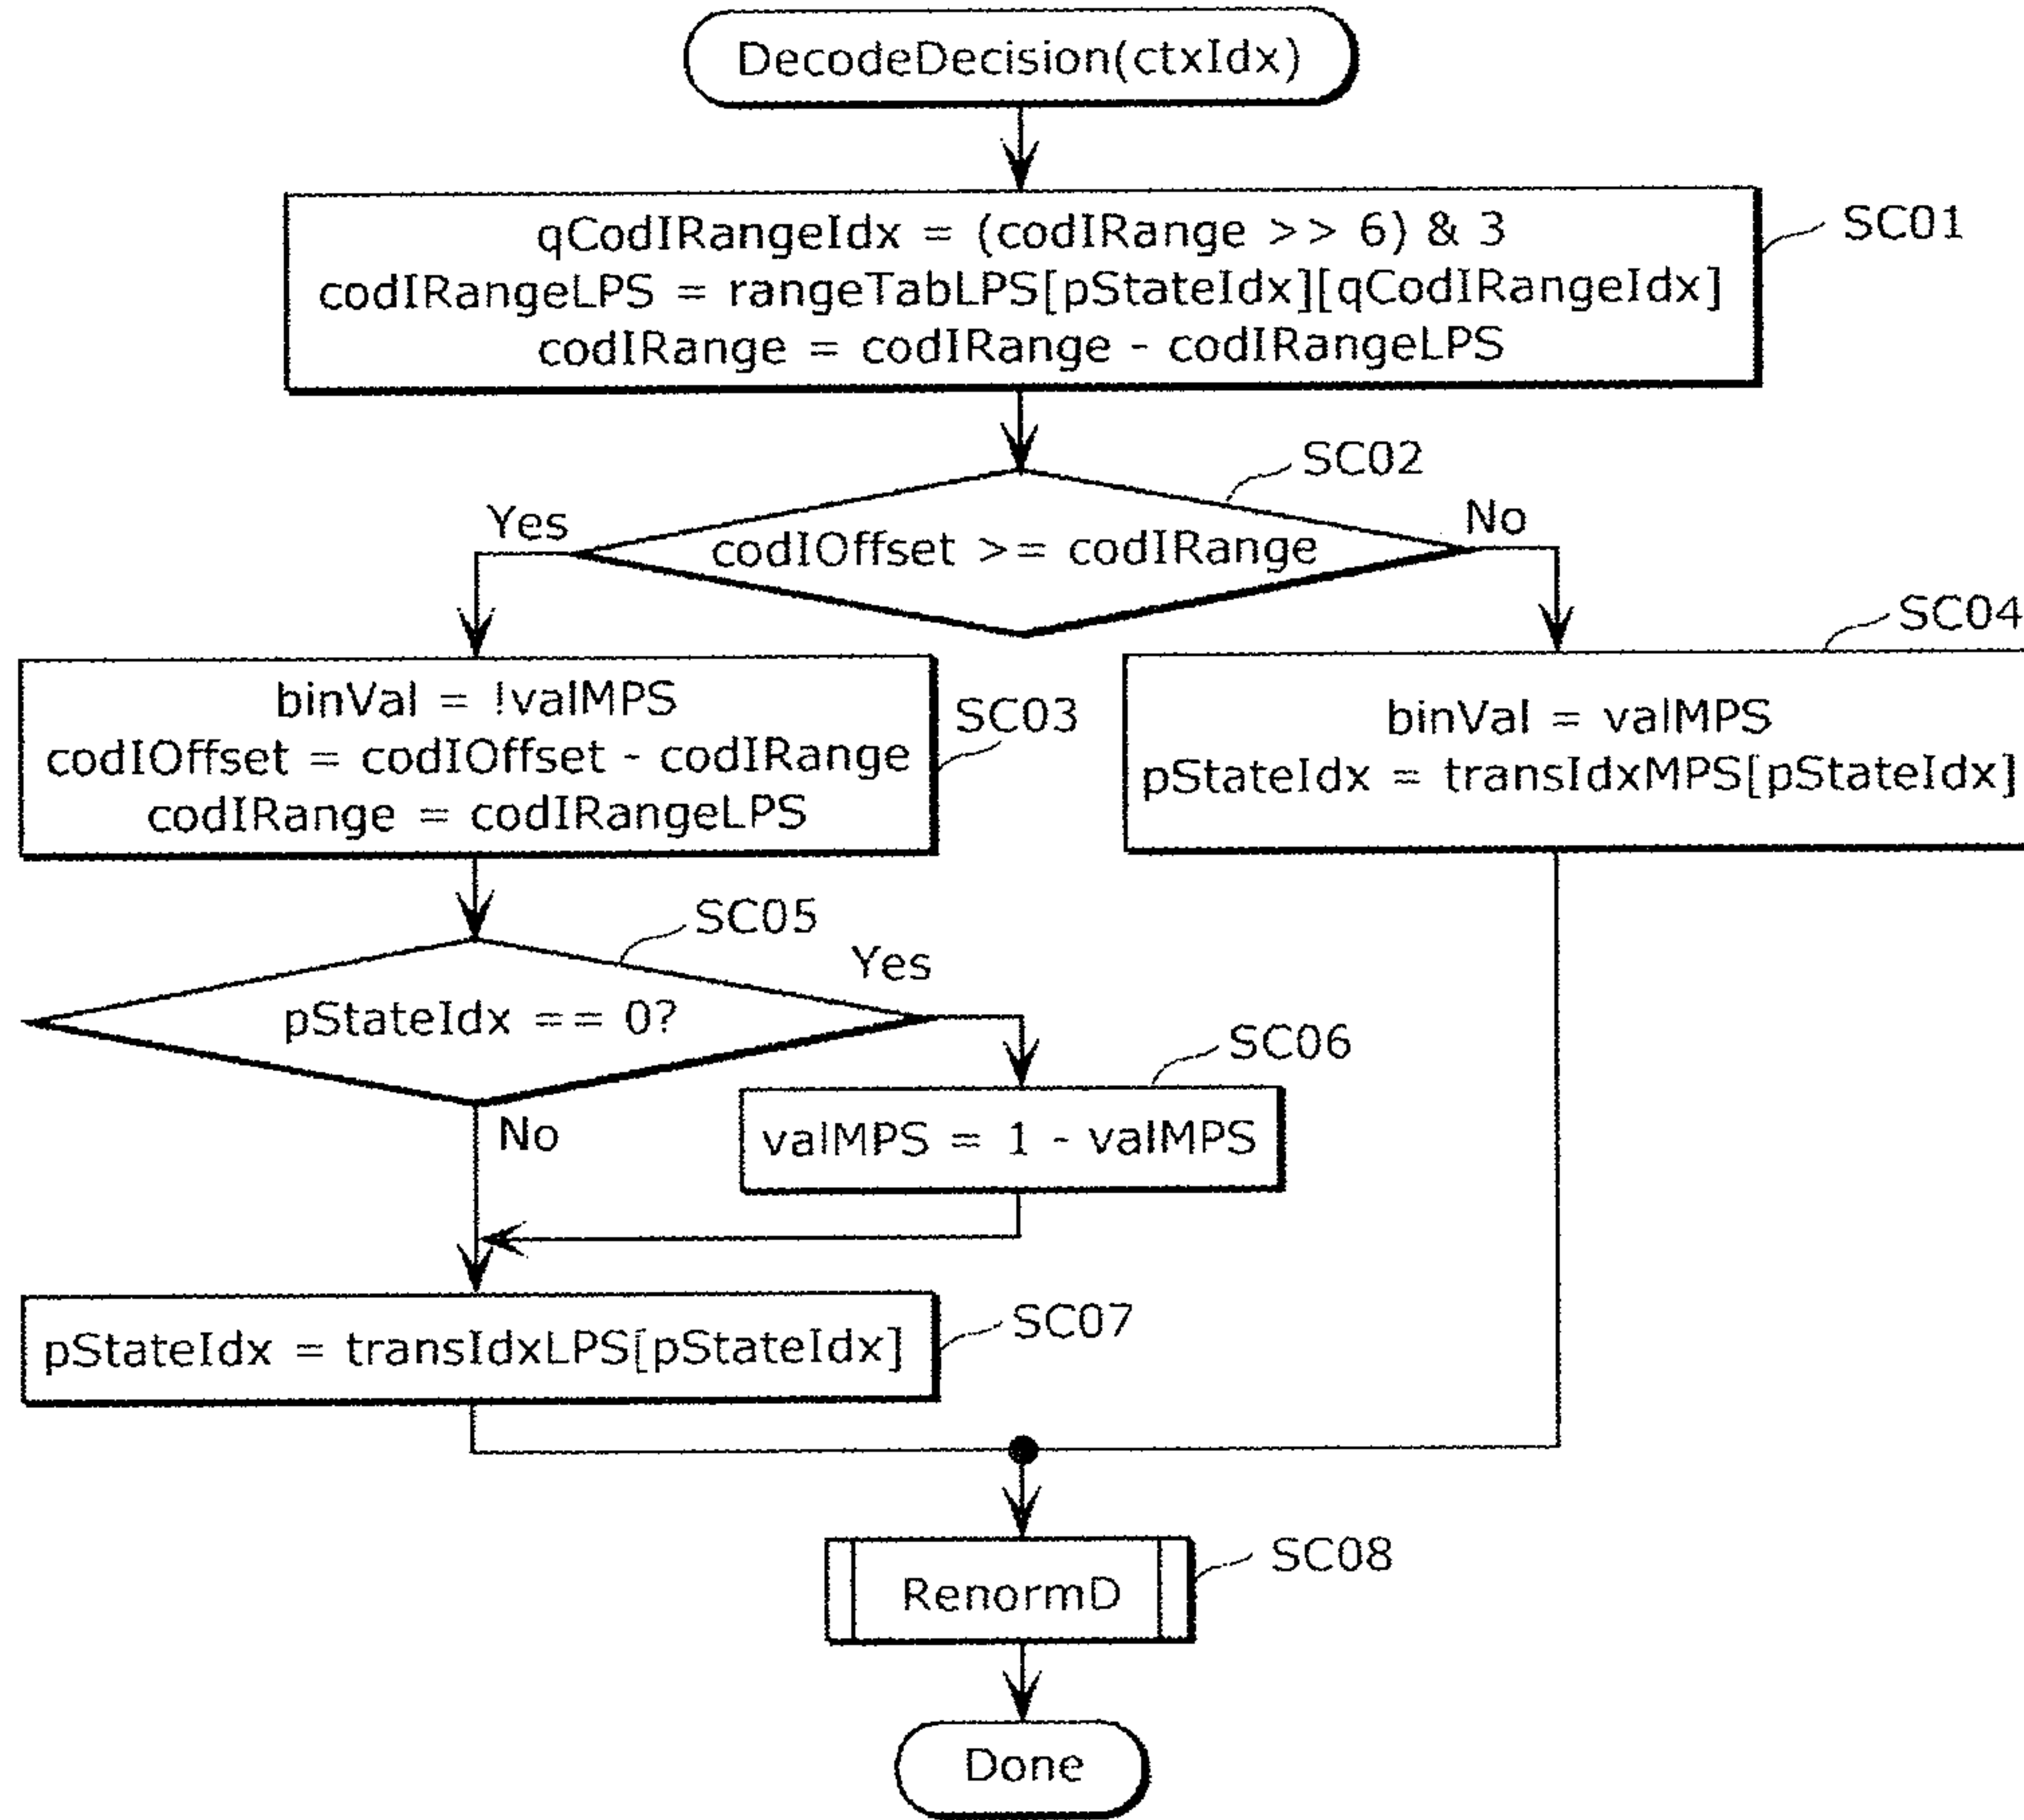 DecodeDecision(ctxIdx)
qCodIRangeIdx = (codIRange >> 6) & 3
codIRangeLPS = rangeTabLPS[pStateIdx][qCodIRangeIdx]
codIRange = codIRange - codIRangeLPS
SC01
SC02
Yes
codIOffset >= codIRange
No
binVal = !valMPS
codIOffset = codIOffset - codIRange
codIRange = codIRangeLPS
SC03
SC04
binVal = valMPS
pStateIdx = transIdxMPS[pStateIdx]
SC05
pStateIdx == 0?
Yes
No
SC06
valMPS = 1 - valMPS
pStateIdx = transIdxLPS[pStateIdx]
SC07
RenormD
SC08
Done